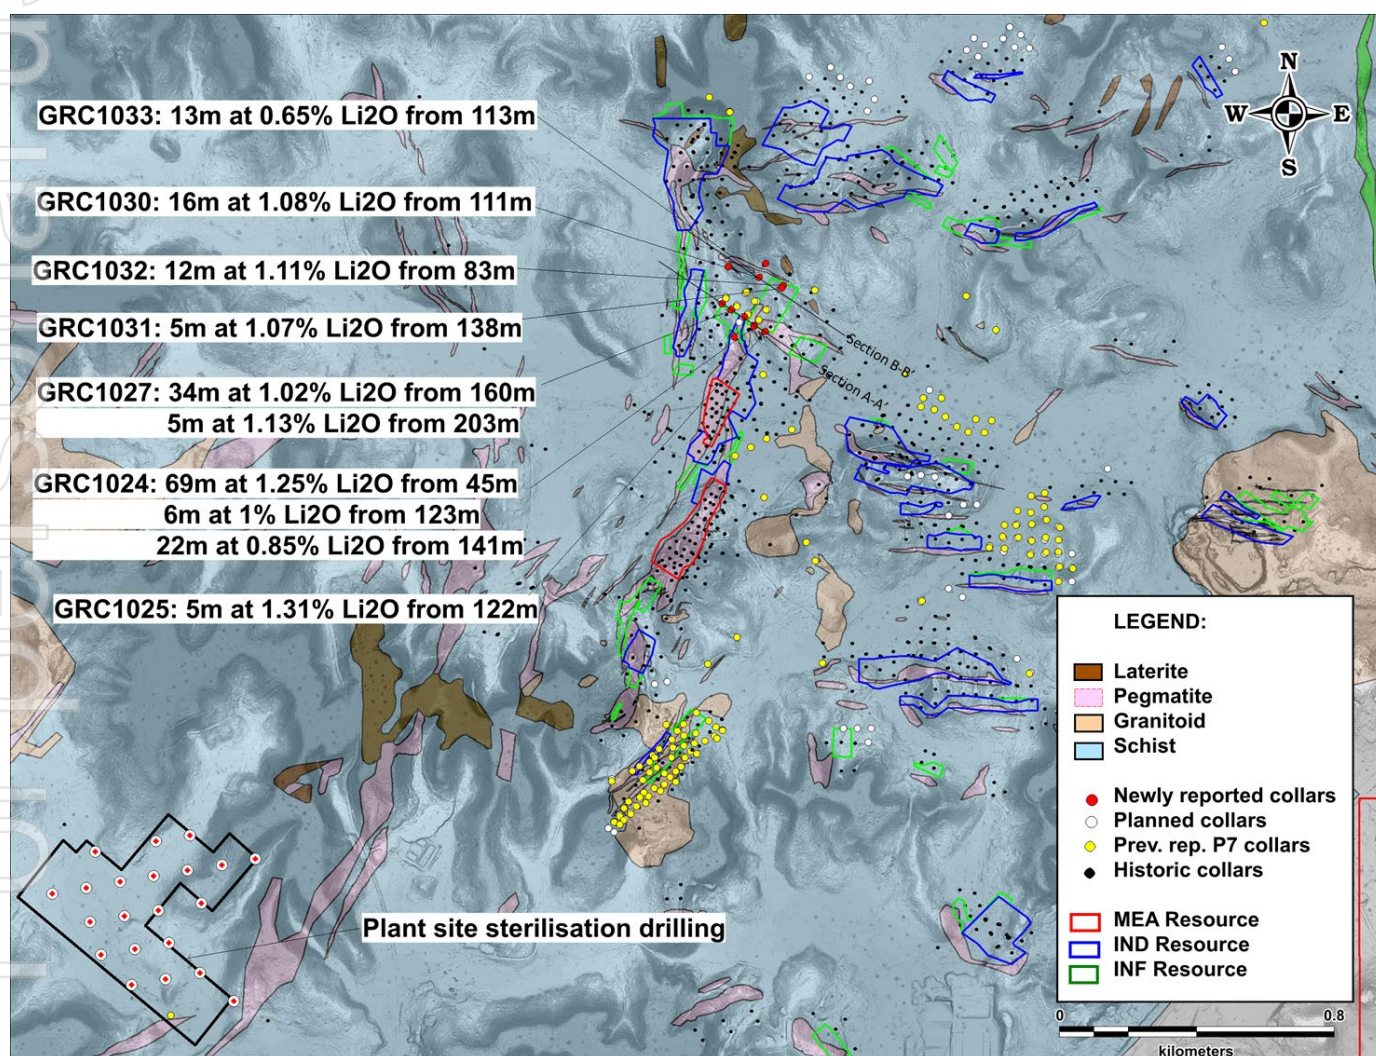 N
W E
S
GRC1033: 13m at 0.65% Li2O from 113m
GRC1030: 16m at 1.08% Li2O from 111m
GRC1032: 12m at 1.11% Li2O from 83m
GRC1031: 5m at 1.07% Li2O from 138m
GRC1027: 34m at 1.02% Li2O from 160m
5m at 1.13% Li2O from 203m
GRC1024: 69m at 1.25% Li2O from 45m
6m at 1% Li2O from 123m
22m at 0.85% Li2O from 141m
GRC1025: 5m at 1.31% Li2O from 122m
Section B-B'
Section A-A'
Plant site sterilisation drilling
LEGEND:
Laterite
Pegmatite
Granitoid
Schist
Newly reported collars
Planned collars
Prev. rep. P7 collars
Historic collars
MEA Resource
IND Resource
INF Resource
0 0.8
kilometers